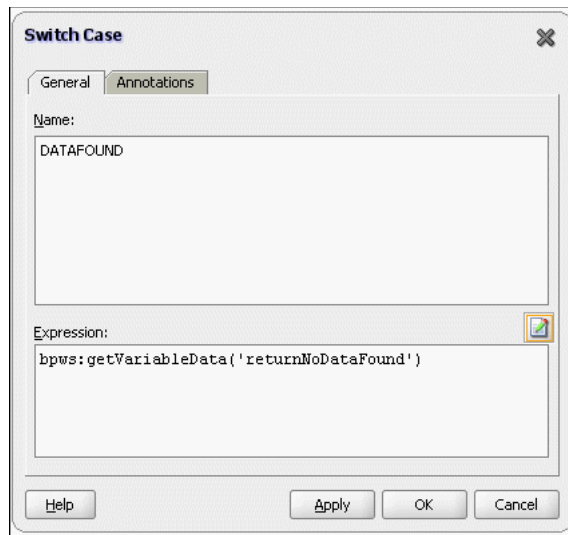 Switch Case
General Annotations
Name:
DATAFOUND
Expression:
bpws:getVariableData('returnNoDataFound')
Help Apply OK Cancel